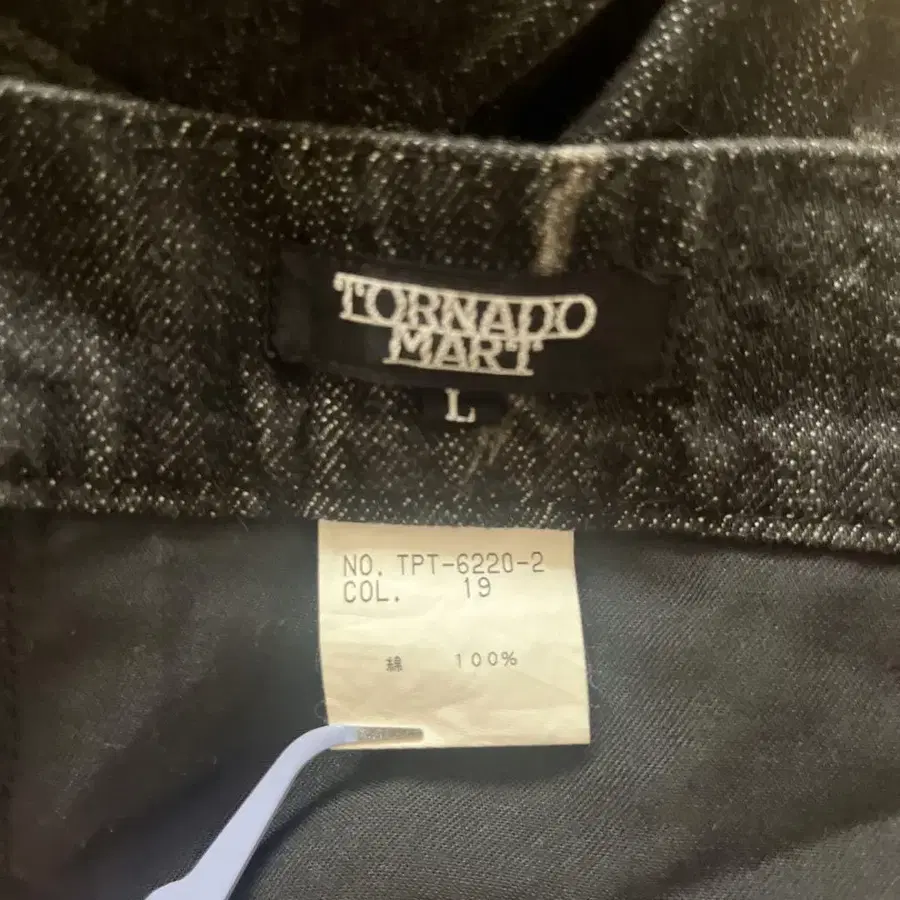 TORNADO
MART
L
NO. TPT-6220-2
COL. 19
綿 100%